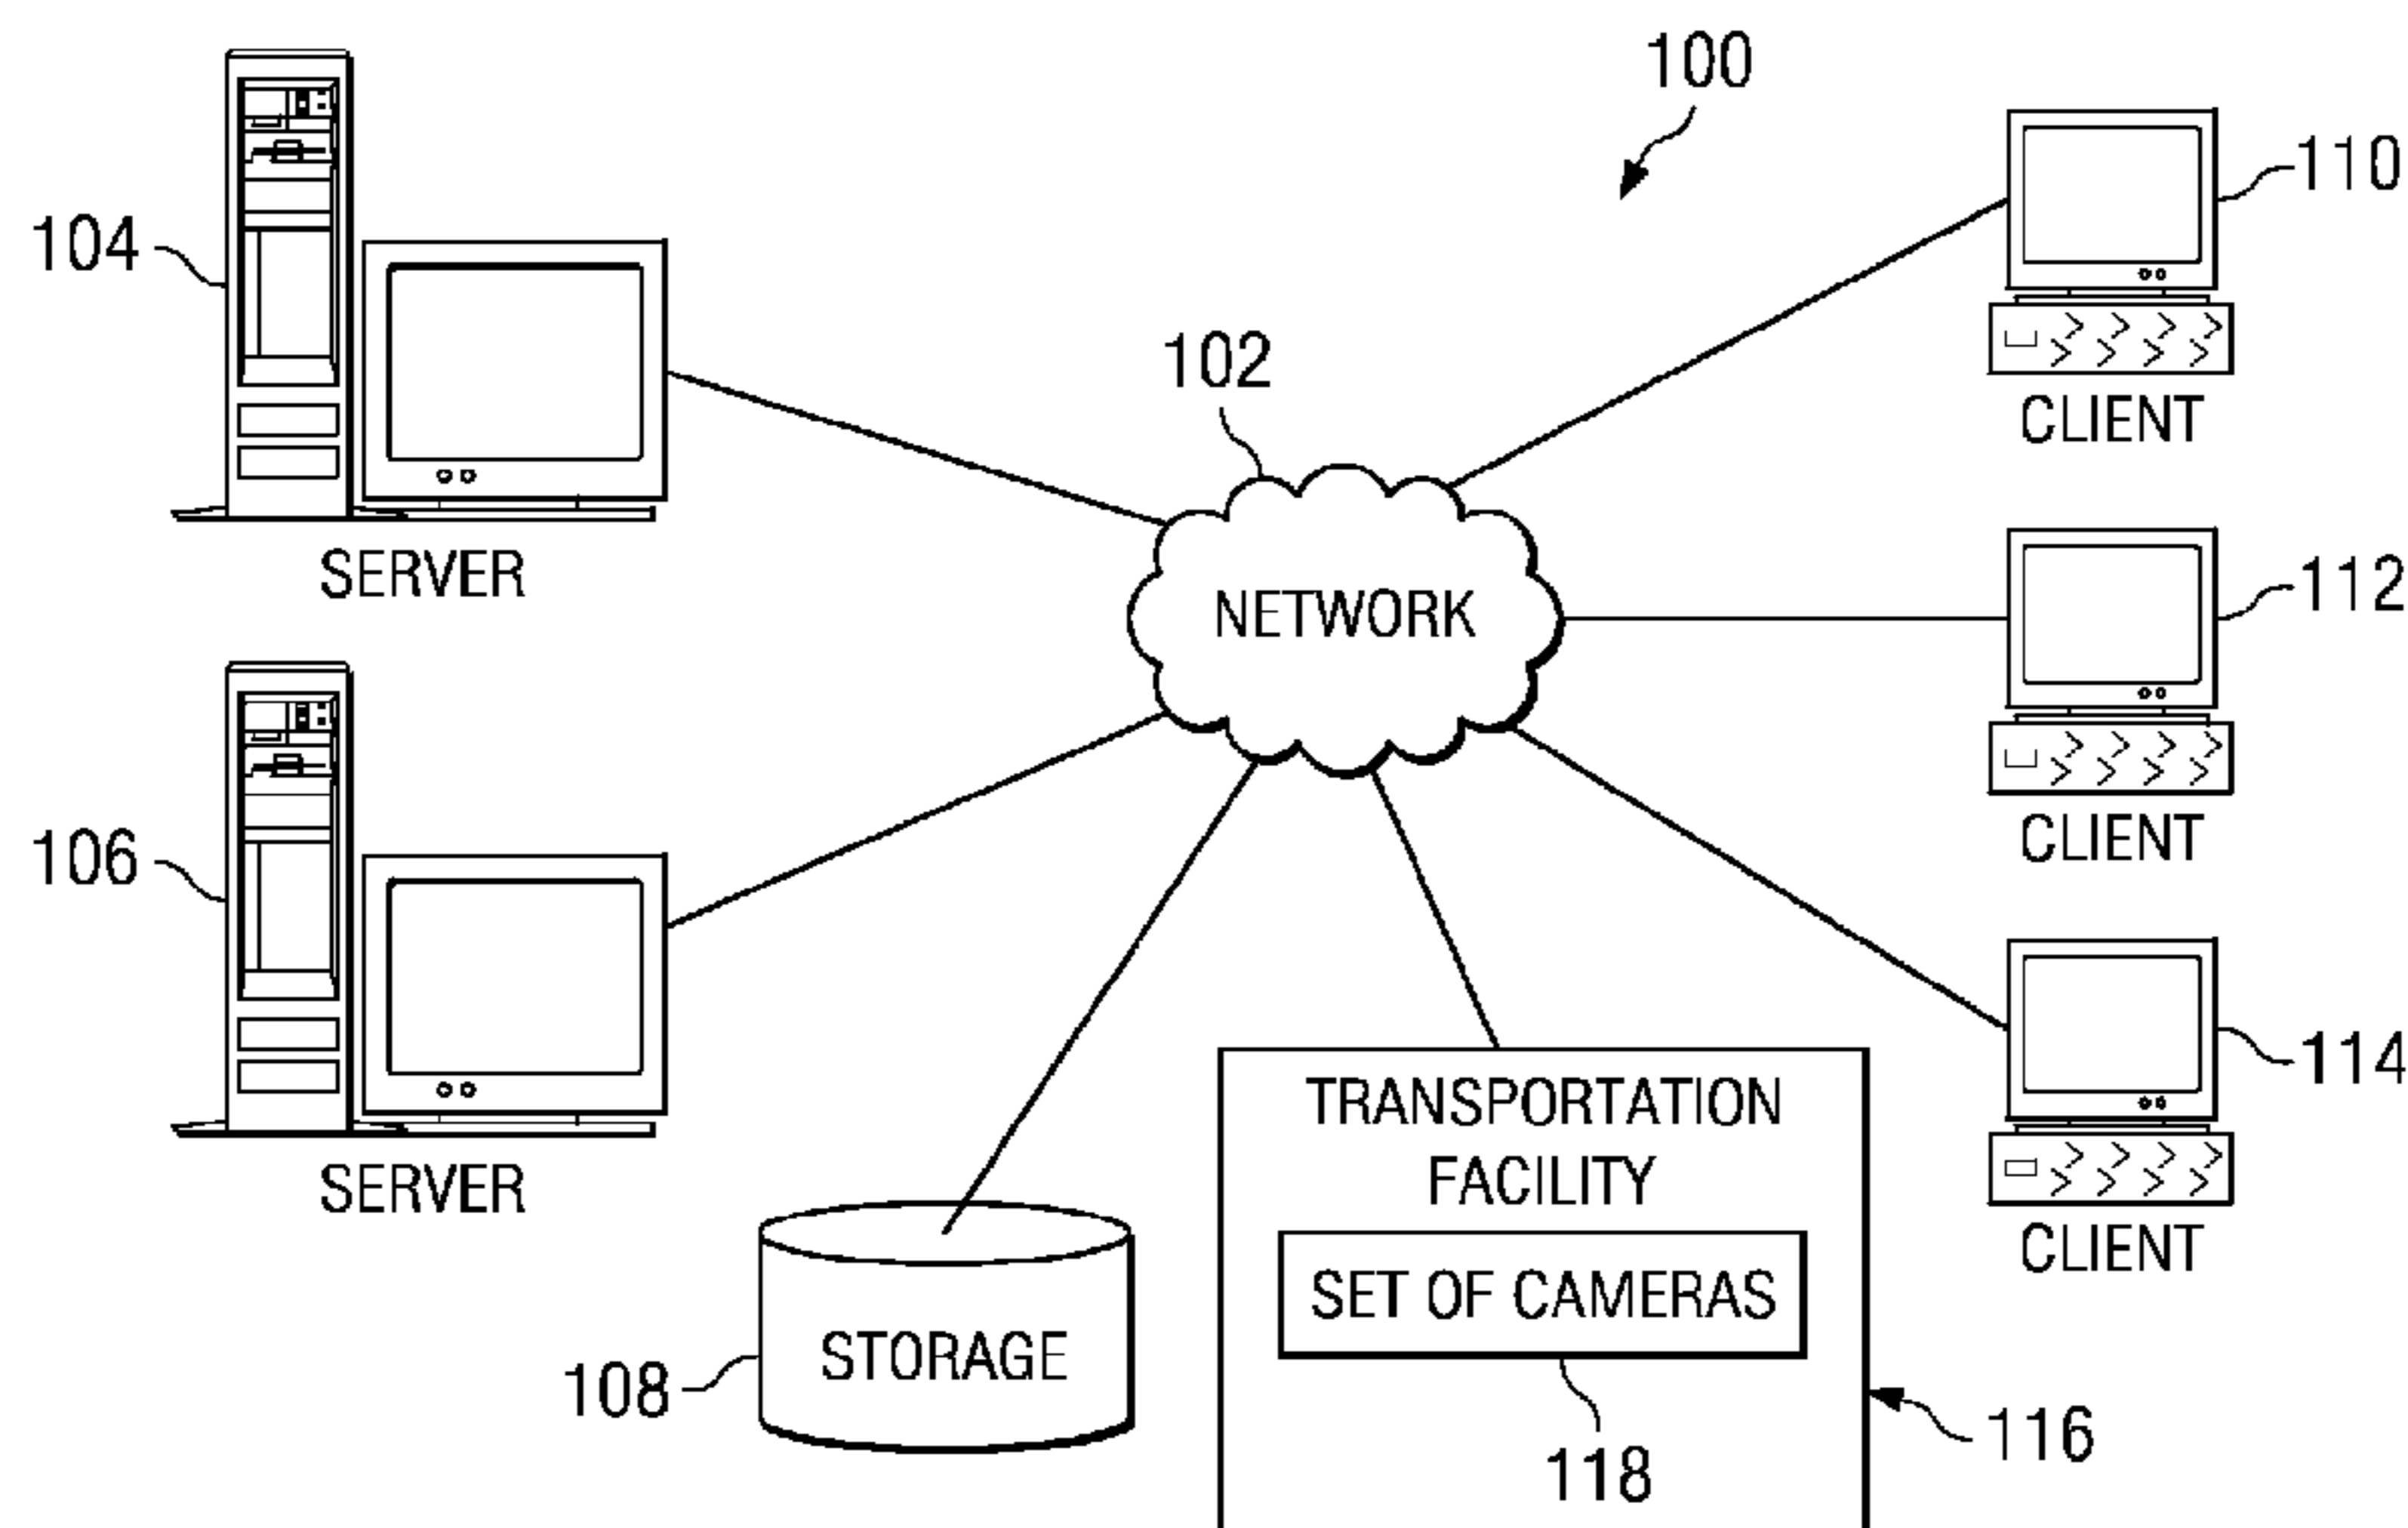 100
110
104
CLIENT
102
SERVER
NETWORK
112
CLIENT
106
SERVER
TRANSPORTATION
FACILITY
SET OF CAMERAS
114
CLIENT
STORAGE
108
118
116